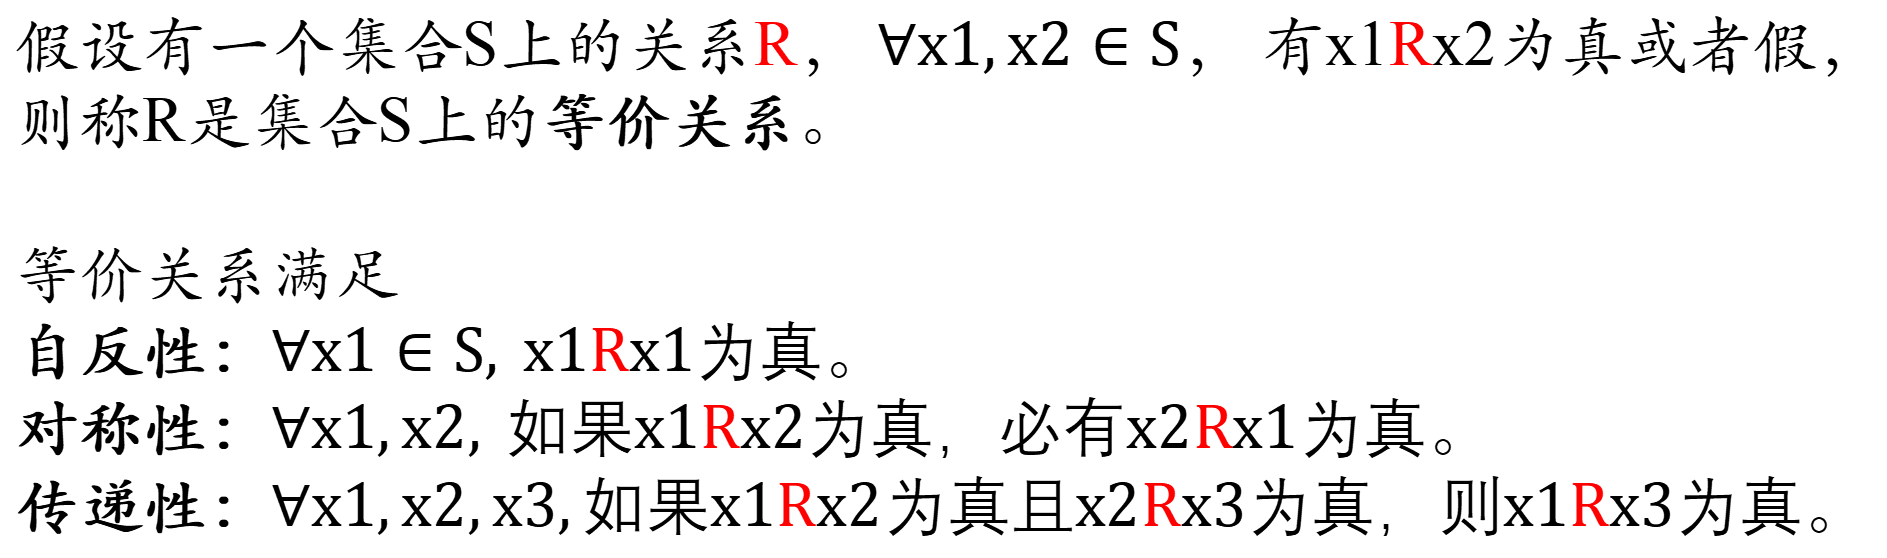 假设有一个集合S上的关系R， ∀x1, x2 ∈ S， 有x1Rx2为真或者假，
则称R是集合S上的等价关系。
等价关系满足
自反性：∀x1 ∈ S, x1Rx1为真。
对称性：∀x1, x2, 如果x1Rx2为真，必有x2Rx1为真。
传递性：∀x1, x2, x3, 如果x1Rx2为真且x2Rx3为真，则x1Rx3为真。